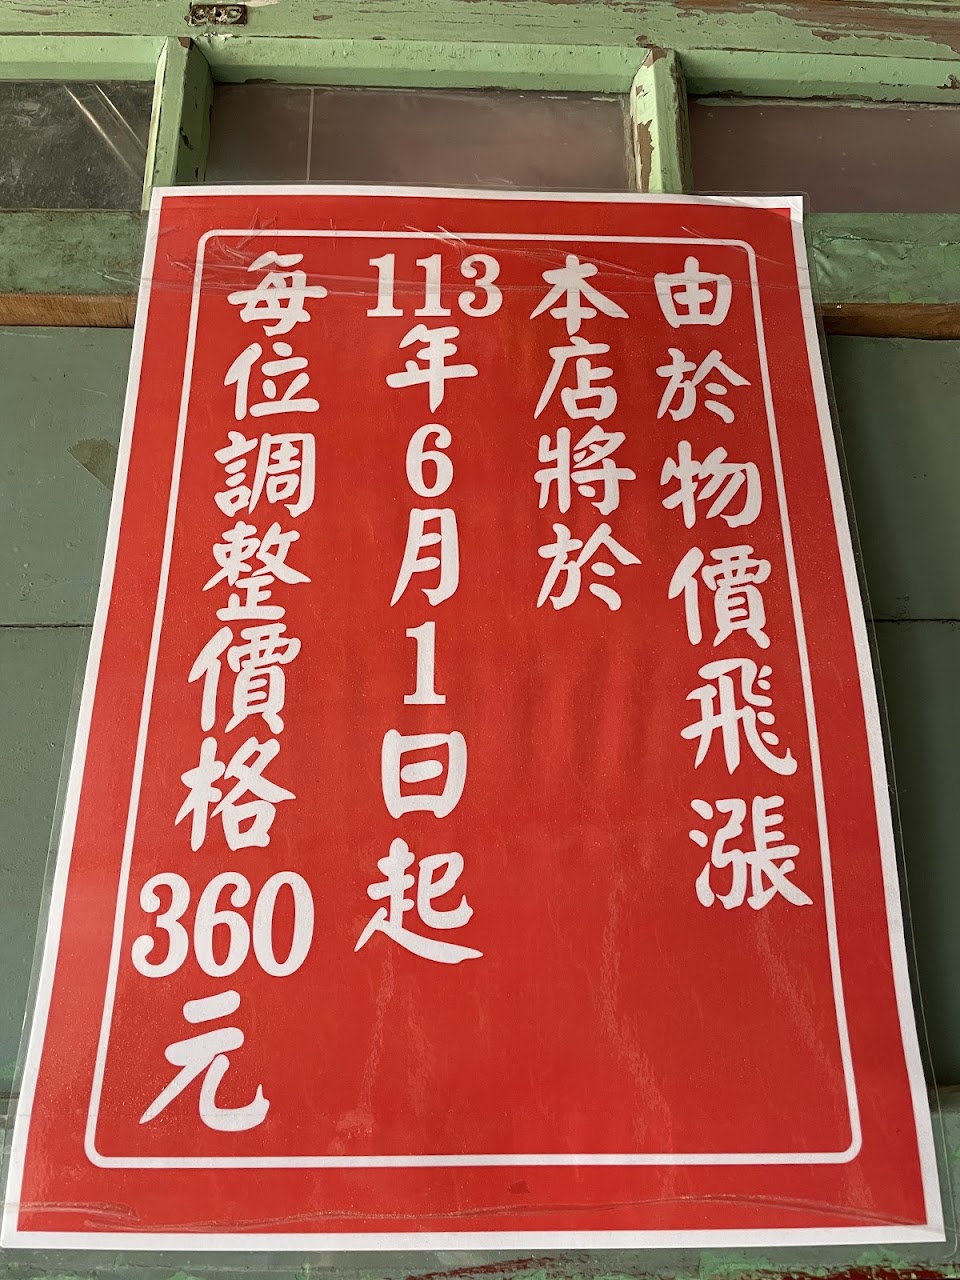 由於物價飛漲
本店將於
113年6月1日起
每位調整價格360元